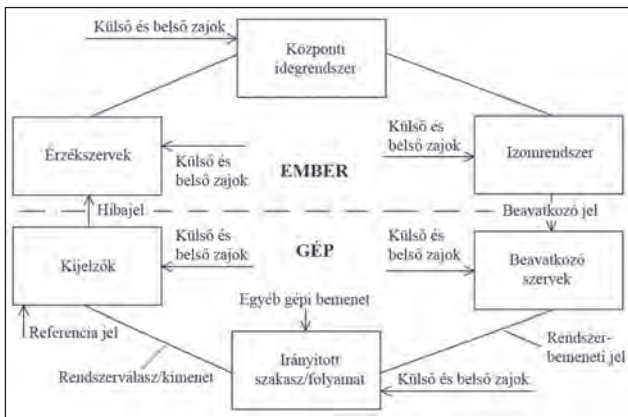 Külső és belső zajok
Központi
idegrendszer
Érzékszervek
Külső és
belső zajok
EMBER
Külső és
belső zajok
Izomrendszer
Hibajel
Beavatkozó jel
Kijelzők
Külső és
belső zajok
GÉP
Külső és
belső zajok
Beavatkozó
szervek
Egyéb gépi bemenet
Referencia jel
Rendszerválasz/kimenet
Irányított
szakasz/folyamat
Rendszer-
bemeneti jel
Külső és belső zajok